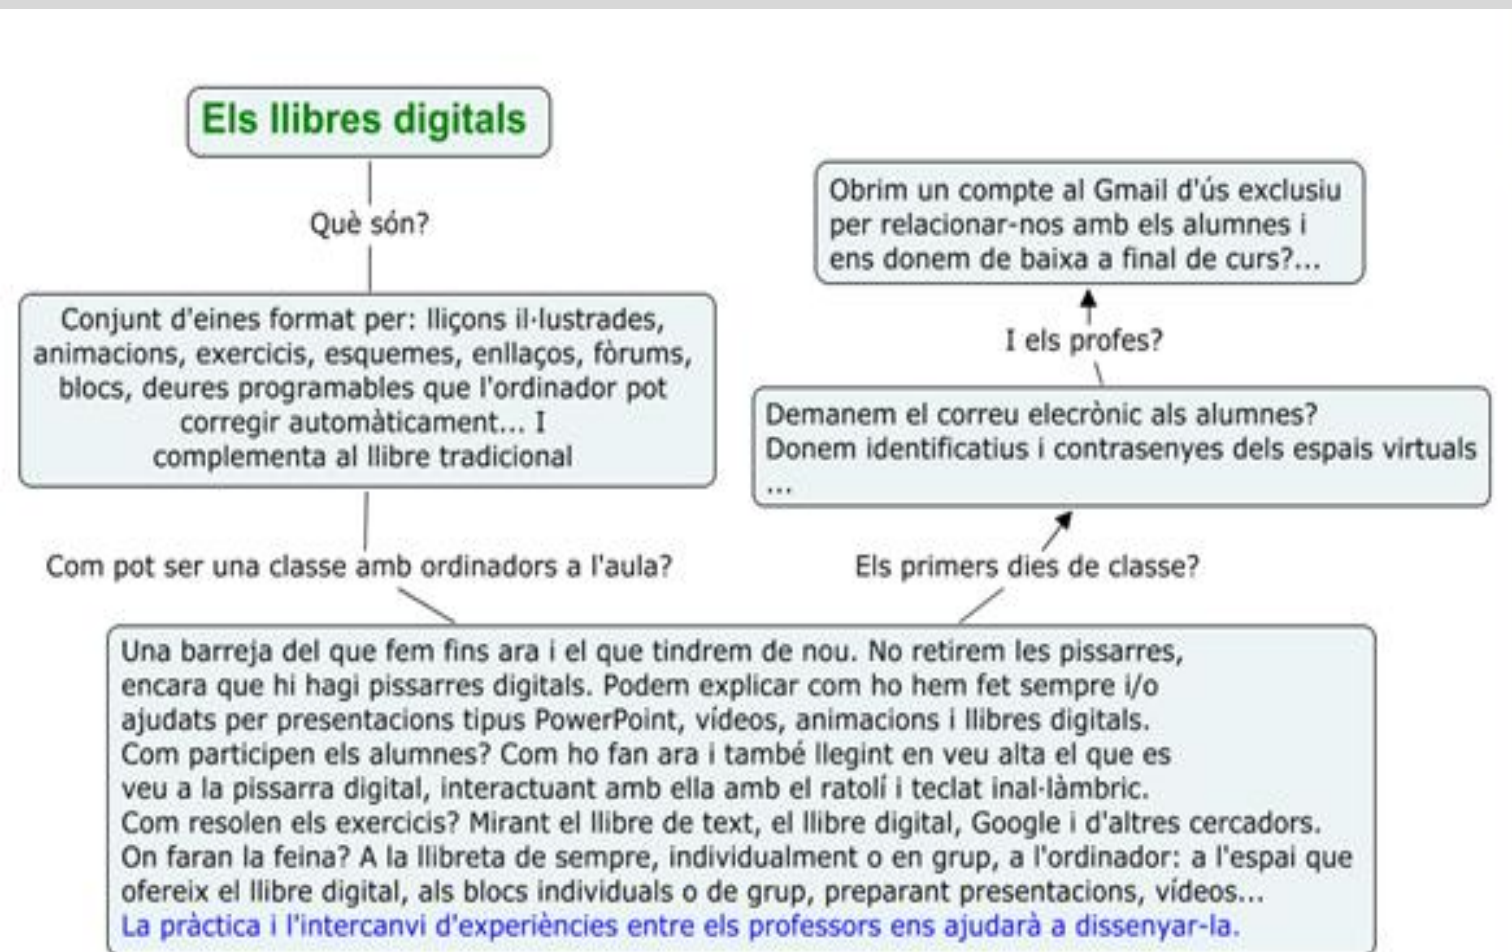 Els llibres digitals
Què són?
Conjunt d'eines format per: lliçons il·lustrades,
animacions, exercicis, esquemes, enllaços, fòrums,
blocs, deures programables que l'ordinador pot
corregir automàticament... I
complementa al llibre tradicional
Com pot ser una classe amb ordinadors a l'aula?
Una barreja del que fem fins ara i el que tindrem de nou. No retirem les pissarres,
encara que hi hagi pissarres digitals. Podem explicar com ho hem fet sempre i/o
ajudats per presentacions tipus PowerPoint, vídeos, animacions i llibres digitals.
Com participen els alumnes? Com ho fan ara i també llegint en veu alta el que es
veu a la pissarra digital, interactuant amb ella amb el ratolí i teclat inal·làmbric.
Com resolen els exercicis? Mirant el llibre de text, el llibre digital, Google i d'altres cercadors.
On faran la feina? A la llibreta de sempre, individualment o en grup, a l'ordinador: a l'espai que
ofereix el llibre digital, als blocs individuals o de grup, preparant presentacions, vídeos...
La pràctica i l'intercanvi d'experiències entre els professors ens ajudarà a dissenyar-la.
Els primers dies de classe?
Demanem el correu elecrònic als alumnes?
Donem identificatius i contrasenyes dels espais virtuals
...
I els profes?
Obrim un compte al Gmail d'ús exclusiu
per relacionar-nos amb els alumnes i
ens donem de baixa a final de curs?...